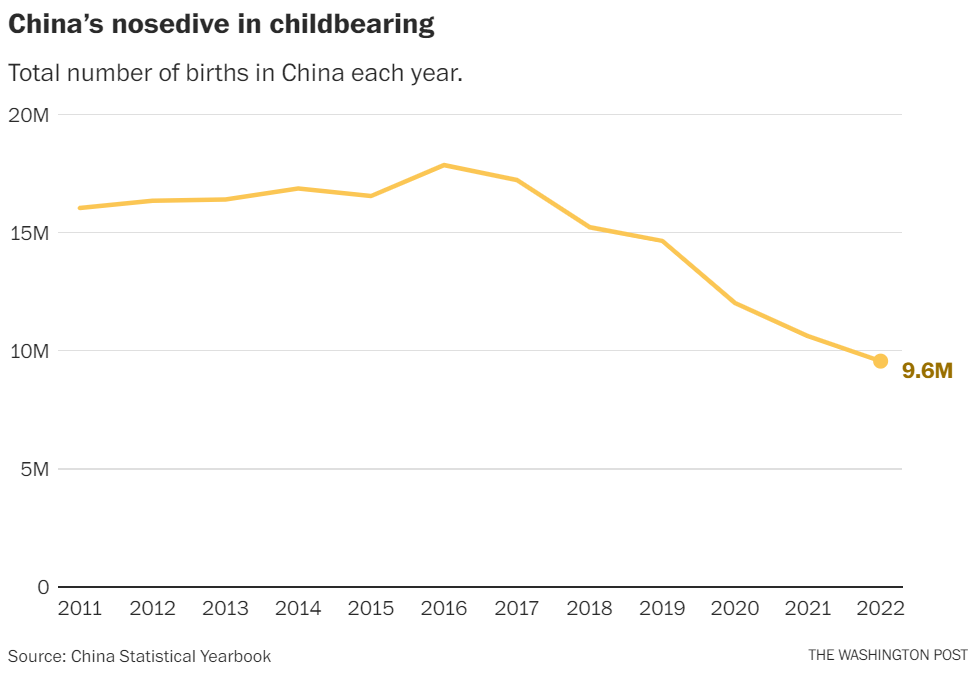 China’s nosedive in childbearing
Total number of births in China each year.
20M
15M
10M
9.6M
5M
0
2011 2012 2013 2014 2015 2016 2017 2018 2019 2020 2021 2022
Source: China Statistical Yearbook
THE WASHINGTON POST